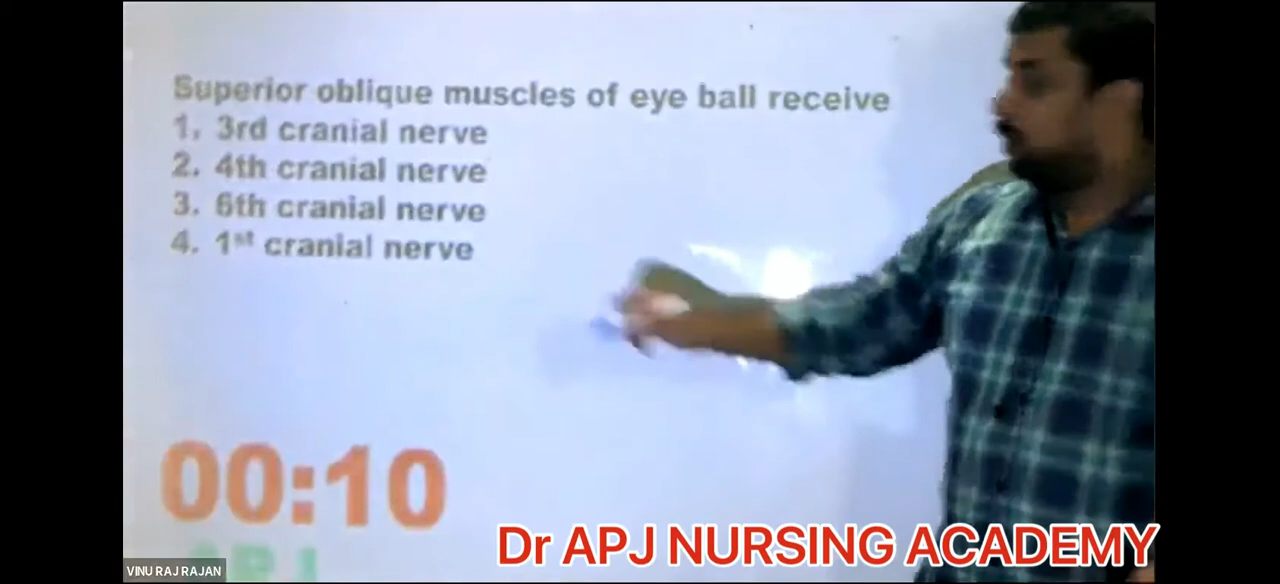 Superior oblique muscles of eye ball receive
1. 3rd cranial nerve
2. 4th cranial nerve
3. 6th cranial nerve
4. 1st cranial nerve
00:10
Dr APJ NURSING ACADEMY
VINU RAJ RAJAN